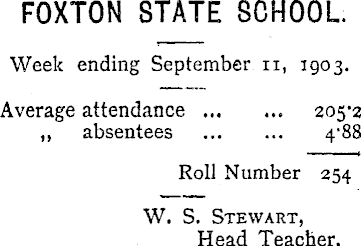 FOXTON STATE SCHOOL.
Week ending September 11, 1903.
Average attendance ... ... 205·2
„ absentees ... ... 4·88
Roll Number 254
W. S. STEWART,
Head Teacher.